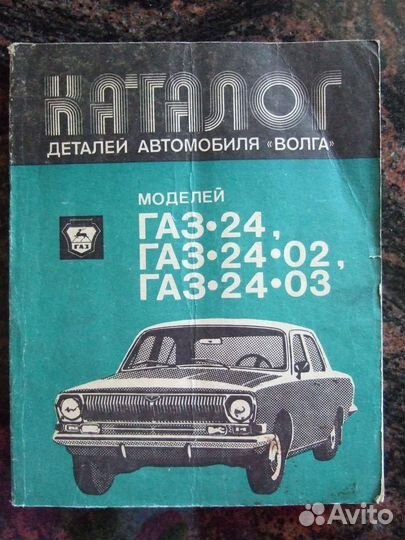 КАТАЛОГ
ДЕТАЛЕЙ АВТОМОБИЛЯ «ВОЛГА»
МОДЕЛЕЙ
ГАЗ•24,
ГАЗ•24•02,
ГАЗ•24•03
ГАЗ
Avito